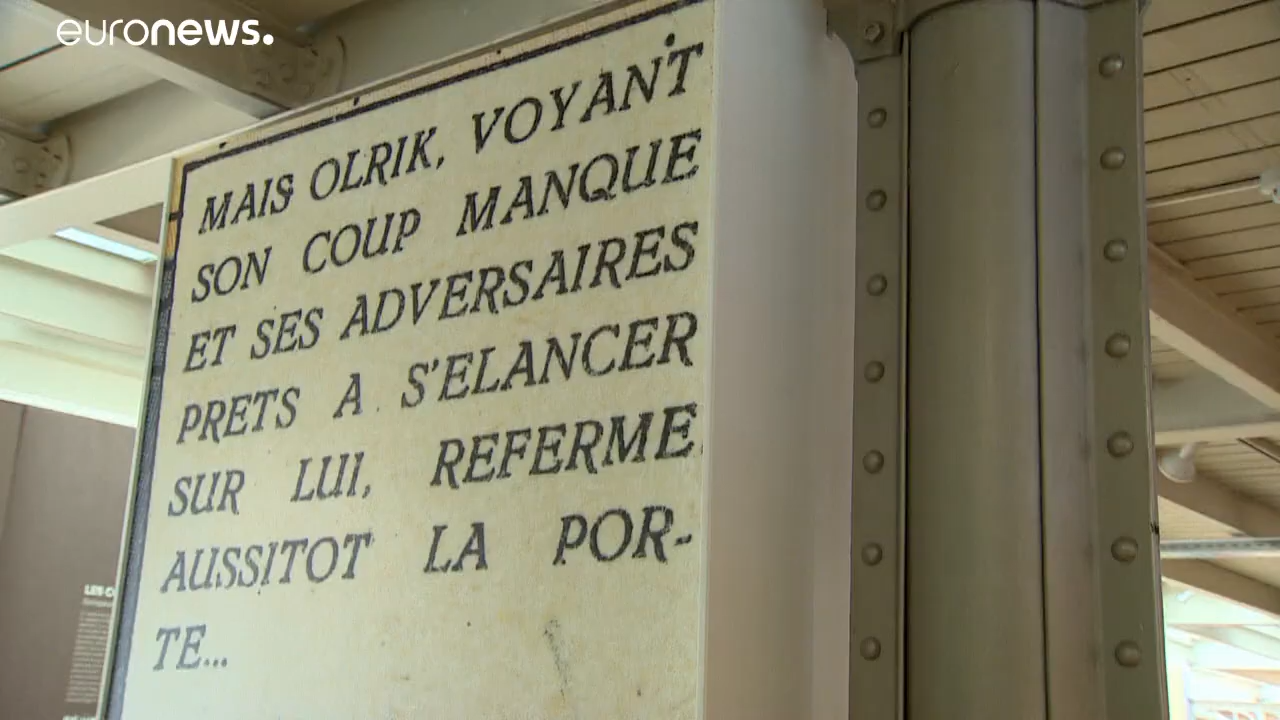 euronews.
MAIS OLRIK, VOYANT
SON COUP MANQUE
ET SES ADVERSAIRES
PRETS A S'ELANCER
SUR LUI, REFERME
AUSSITOT LA POR-
TE...